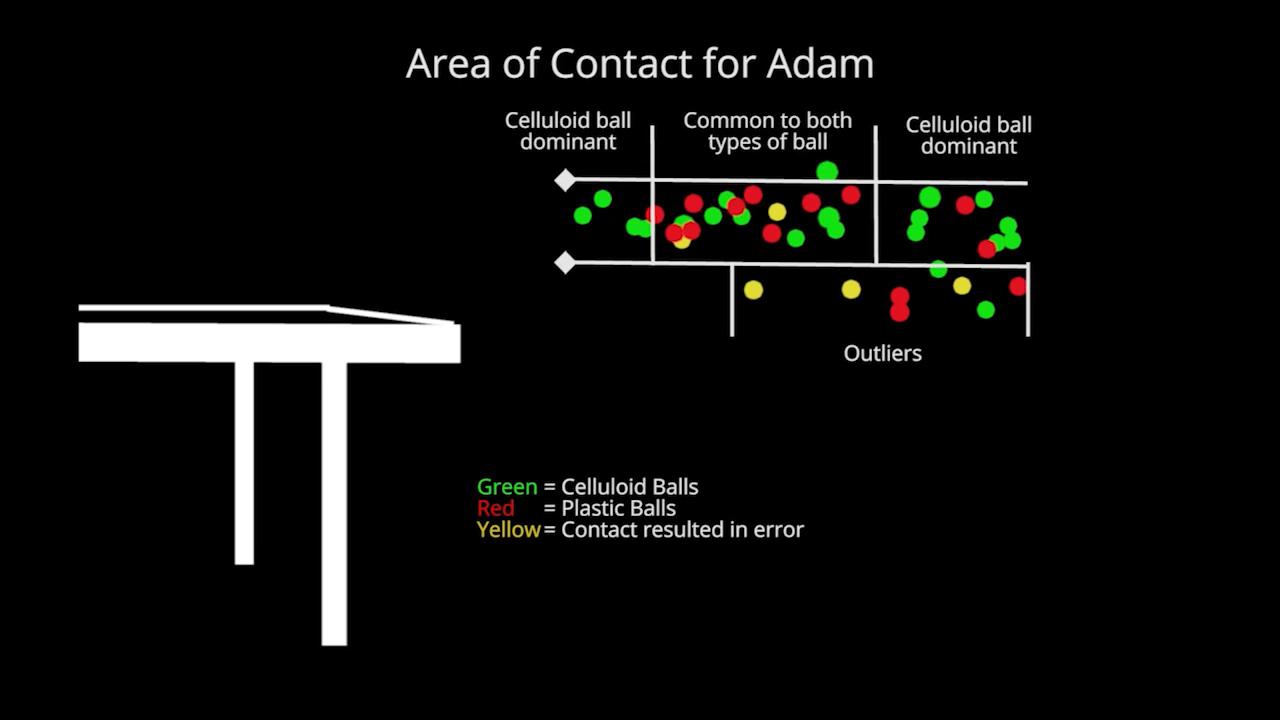 Area of Contact for Adam
Celluloid ball
dominant
Common to both
types of ball
Celluloid ball
dominant
Outliers
Green = Celluloid Balls
Red = Plastic Balls
Yellow = Contact resulted in error